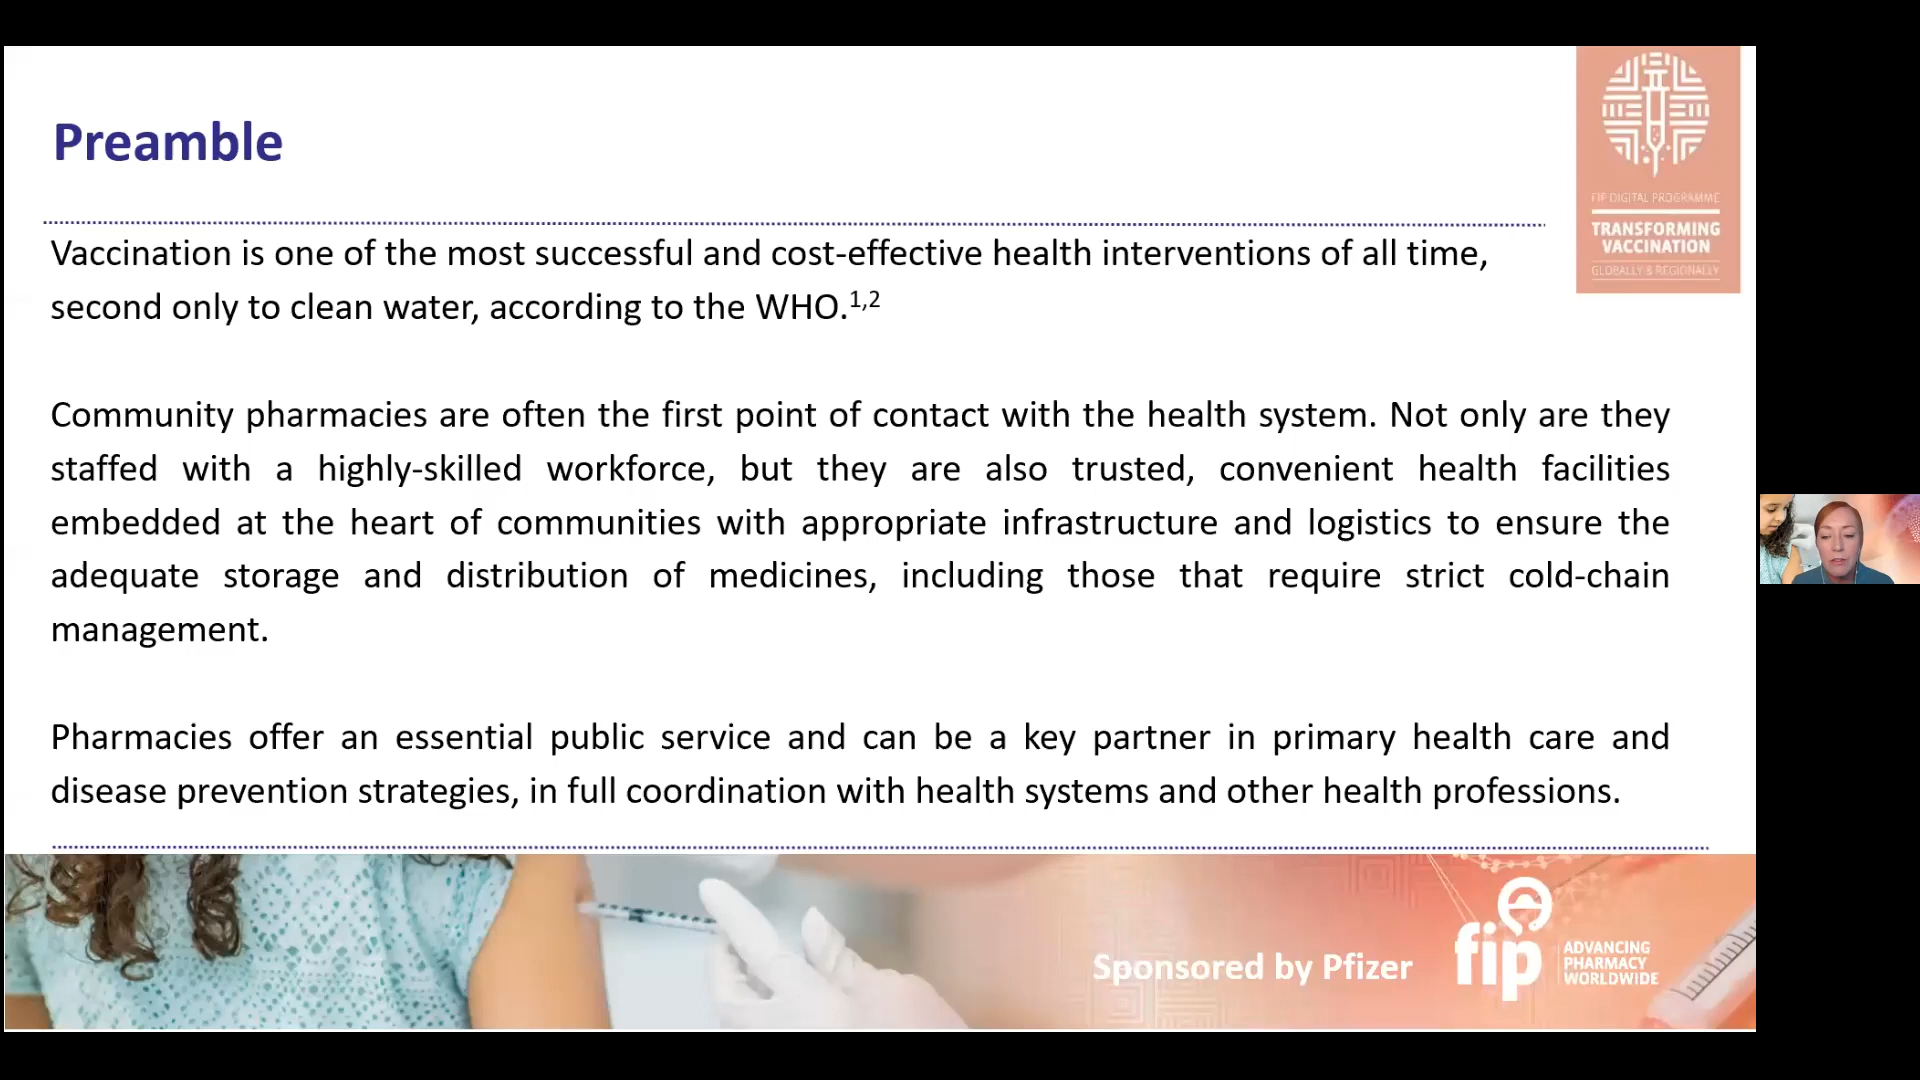 Preamble
FIP DIGITAL PROGRAMME
TRANSFORMING
VACCINATION
GLOBALLY & REGIONALLY
Vaccination is one of the most successful and cost-effective health interventions of all time,
second only to clean water, according to the WHO.1,2
Community pharmacies are often the first point of contact with the health system. Not only are they
staffed with a highly-skilled workforce, but they are also trusted, convenient health facilities
embedded at the heart of communities with appropriate infrastructure and logistics to ensure the
adequate storage and distribution of medicines, including those that require strict cold-chain
management.
Pharmacies offer an essential public service and can be a key partner in primary health care and
disease prevention strategies, in full coordination with health systems and other health professions.
Sponsored by Pfizer
fip
ADVANCING
PHARMACY
WORLDWIDE